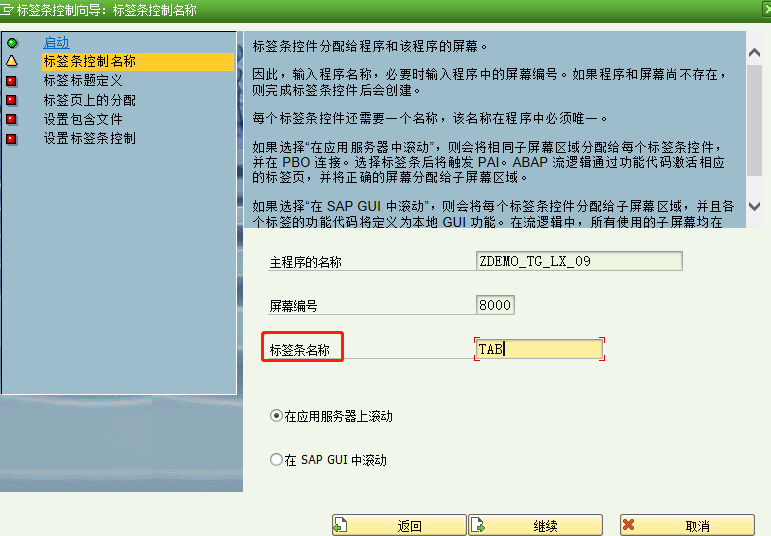 标签条控制向导：标签条控制名称
启动
标签条控制名称
标签标题定义
标签页上的分配
设置包含文件
设置标签条控制
标签条控件分配给程序和该程序的屏幕。
因此，输入程序名称，必要时输入程序中的屏幕编号。如果程序和屏幕尚不存在，
则完成标签条控件后会创建。
每个标签条控件还需要一个名称，该名称在程序中必须唯一。
如果选择“在应用服务器中滚动”，则会将相同子屏幕区域分配给每个标签条控件，
并在 PBO 连接。选择标签条后将触发 PAI。ABAP 流逻辑通过功能代码激活相应
的标签页，并将正确的屏幕分配给子屏幕区域。
如果选择“在 SAP GUI 中滚动”，则会将每个标签条控件分配给子屏幕区域，并且各
个标签的功能代码将定义为本地 GUI 功能。在流逻辑中，所有使用的子屏幕均在
主程序的名称 ZDEMO_TG_LX_09
屏幕编号 8000
标签条名称 TAB
在应用服务器上滚动
在 SAP GUI 中滚动
返回 继续 取消